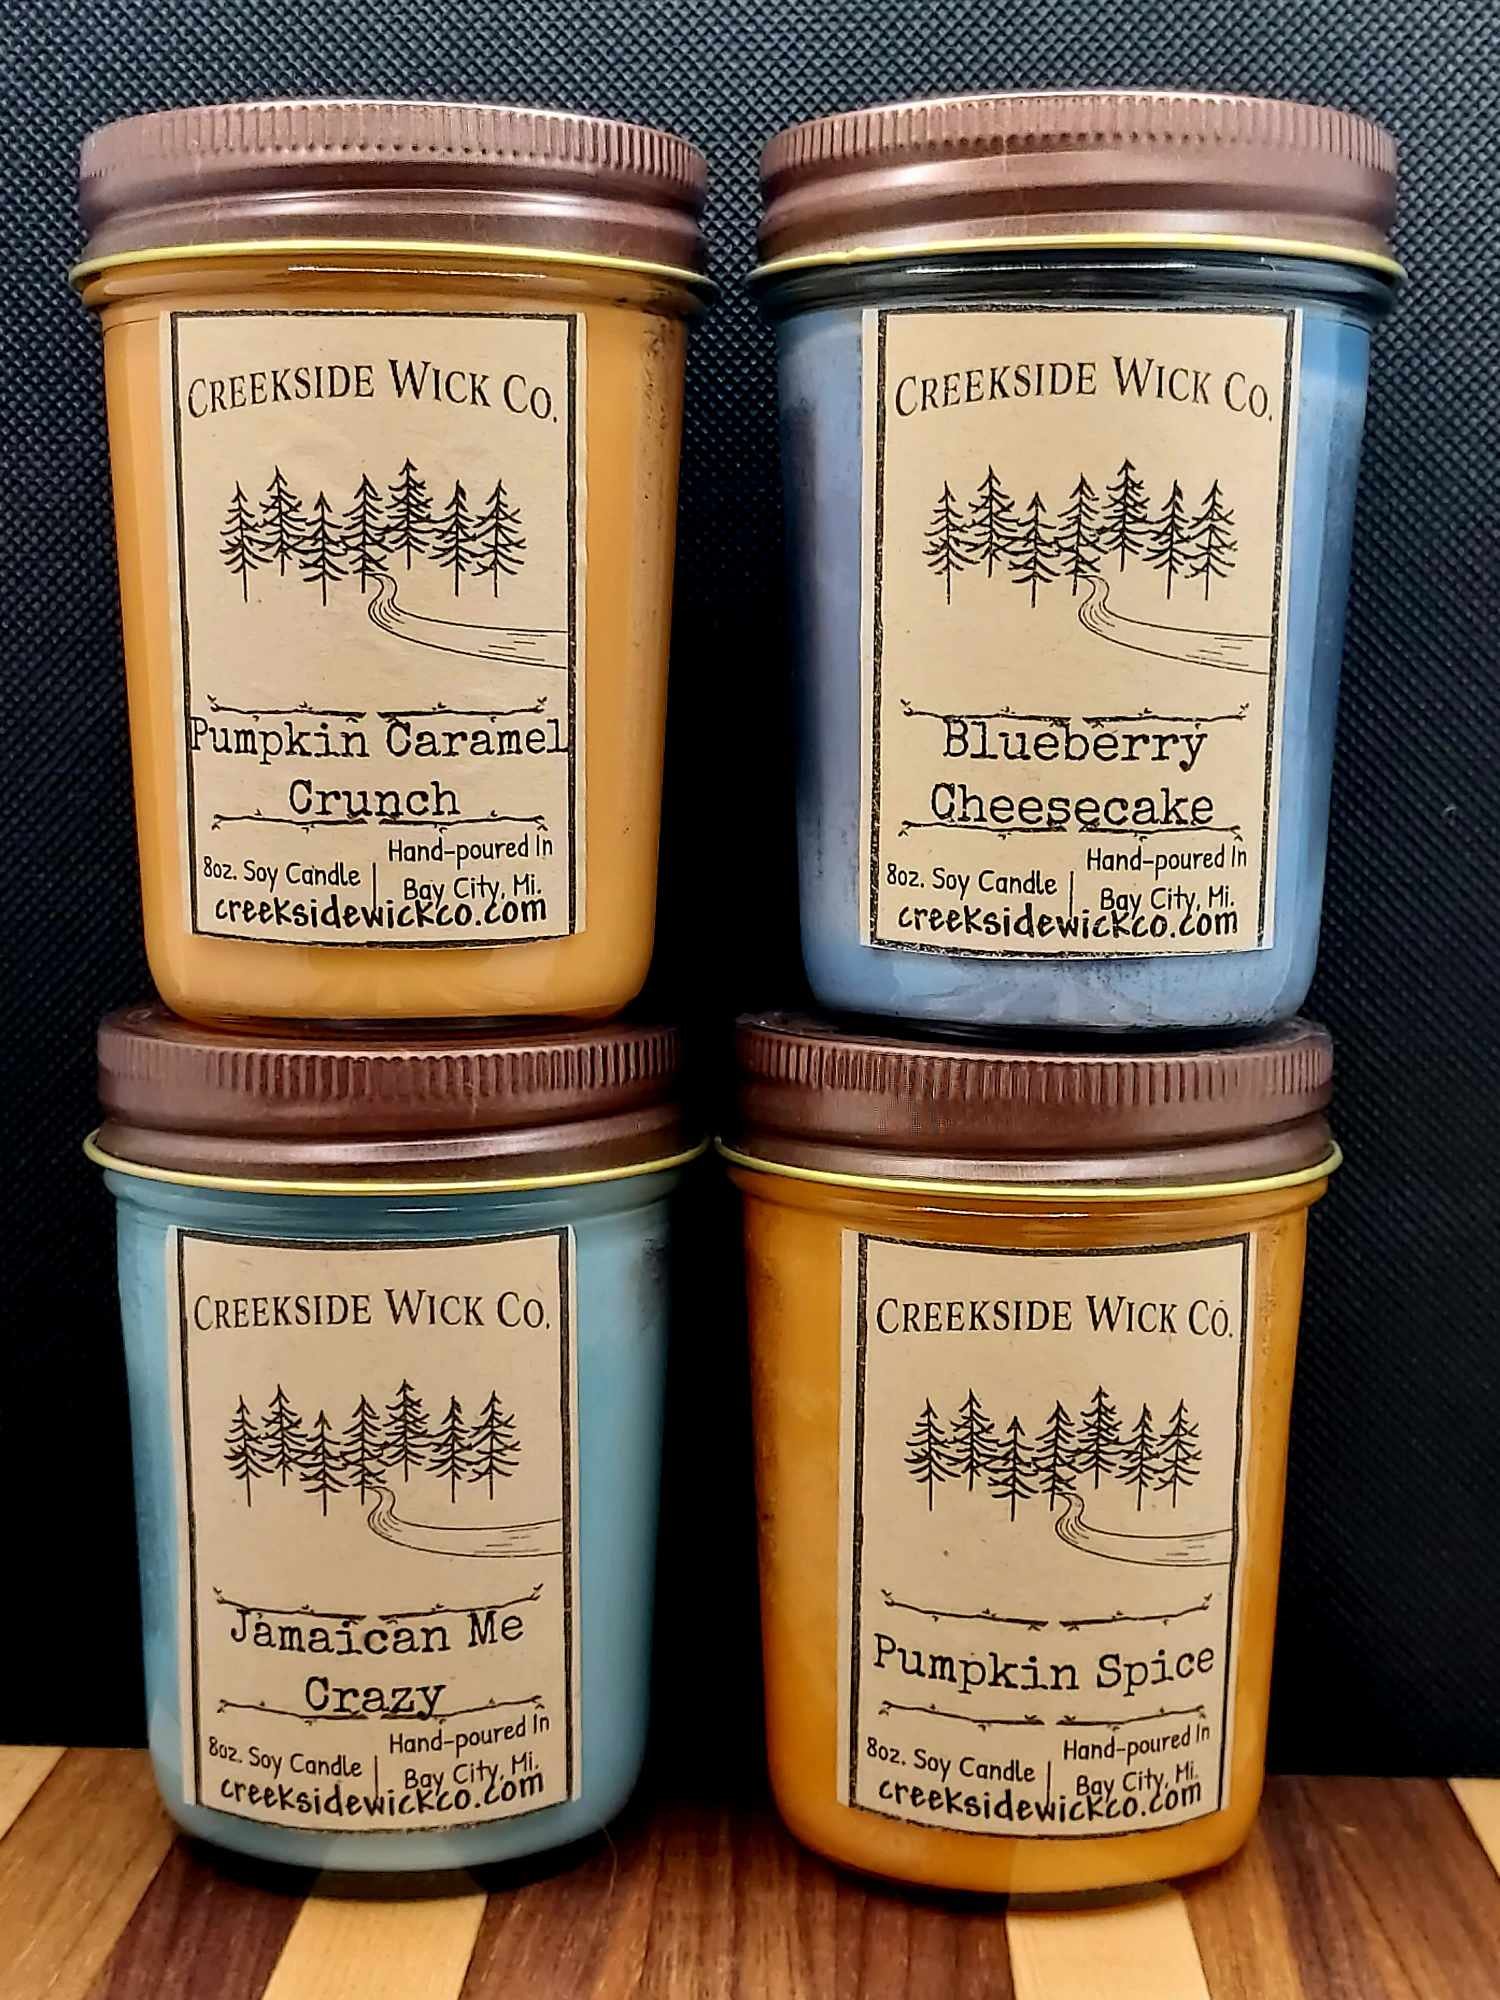 CREEKSIDE WICK CO.
Pumpkin Caramel
Crunch
8oz. Soy Candle
Hand-poured In
Bay City, Mi.
creeksidewickco.com
CREEKSIDE WICK CO.
Blueberry
Cheesecake
8oz. Soy Candle
Hand-poured In
Bay City, Mi.
creeksidewickco.com
CREEKSIDE WICK CO.
Jamaican Me
Crazy
8oz. Soy Candle
Hand-poured In
Bay City, Mi.
creeksidewickco.com
CREEKSIDE WICK CO.
Pumpkin Spice
8oz. Soy Candle
Hand-poured In
Bay City, Mi.
creeksidewickco.com